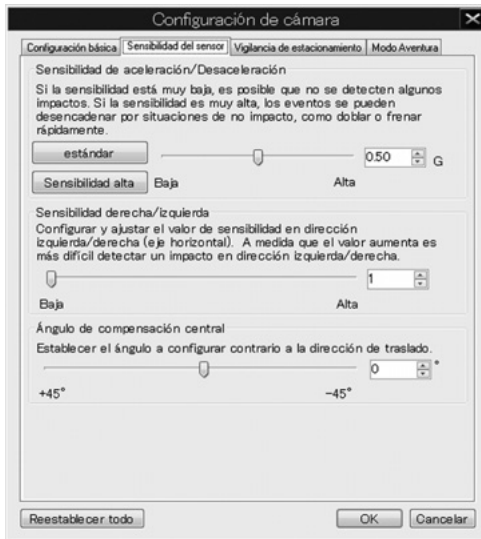 Configuración de cámara
Configuración básica Sensibilidad del sensor Vigilancia de estacionamiento Modo Aventura
Sensibilidad de aceleración/Desaceleración
Si la sensibilidad está muy baja, es posible que no se detecten algunos
impactos. Si la sensibilidad es muy alta, los eventos se pueden
desencadenar por situaciones de no impacto, como doblar o frenar
rápidamente.
estándar 0.50 G
Sensibilidad alta Baja Alta
Sensibilidad derecha/izquierda
Configurar y ajustar el valor de sensibilidad en dirección
izquierda/derecha (eje horizontal). A medida que el valor aumenta es
más difícil detectar un impacto en dirección izquierda/derecha.
1
Baja Alta
Ángulo de compensación central
Establecer el ángulo a configurar contrario a la dirección de traslado.
0 °
+45° -45°
Reestablecer todo OK Cancelar